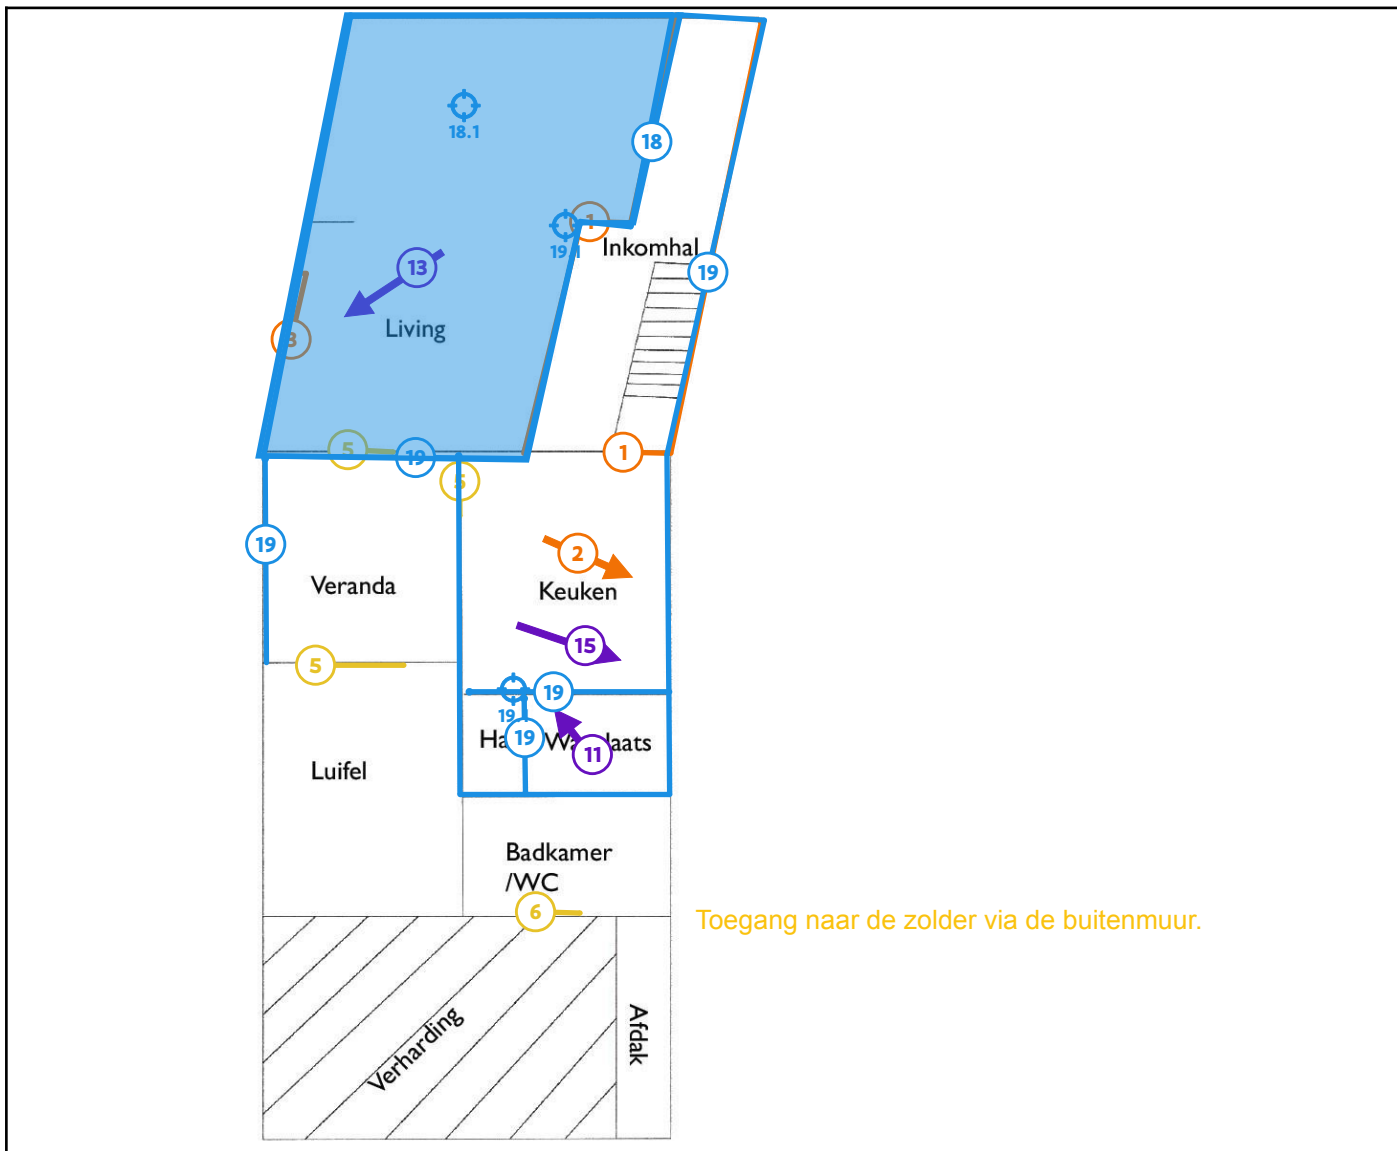 18.1
18
1
19.1
Inkomhal
13
19
Living
3
5
19
1
5
19
2
Veranda
Keuken
15
5
19
19
11
Luifel
Badkamer
/WC
6
Toegang naar de zolder via de buitenmuur.
Afdak
Verharding